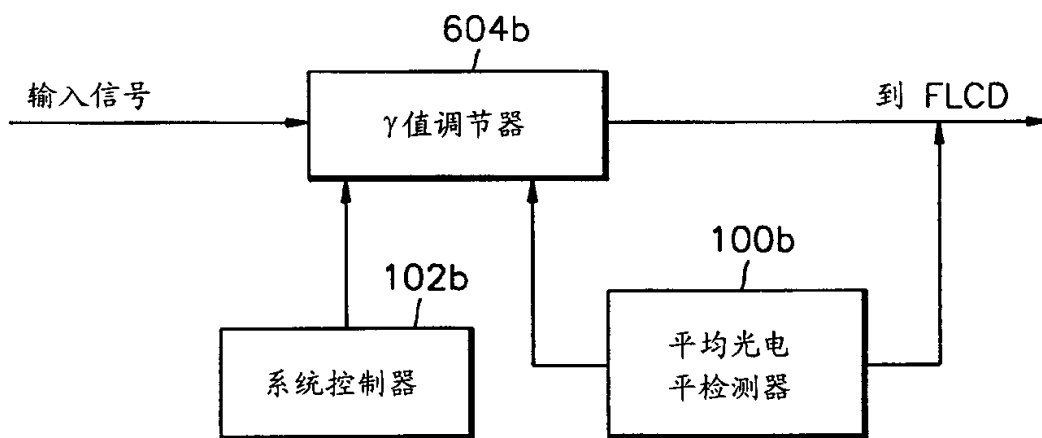 604b
输入信号
γ值调节器
到 FLCD
102b
系统控制器
100b
平均光电
平检测器